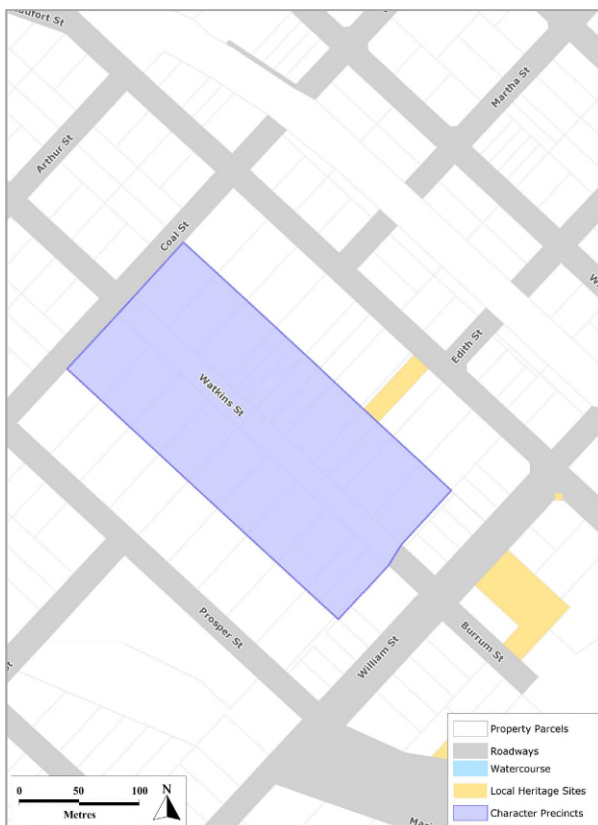 aufort St
Martha St
Arthur St
Coal St
Edith St
Watkins St
Prosper St
William St
Burrum St
Property Parcels
Roadways
Watercourse
Local Heritage Sites
Character Precincts
0 50 100
Metres
N